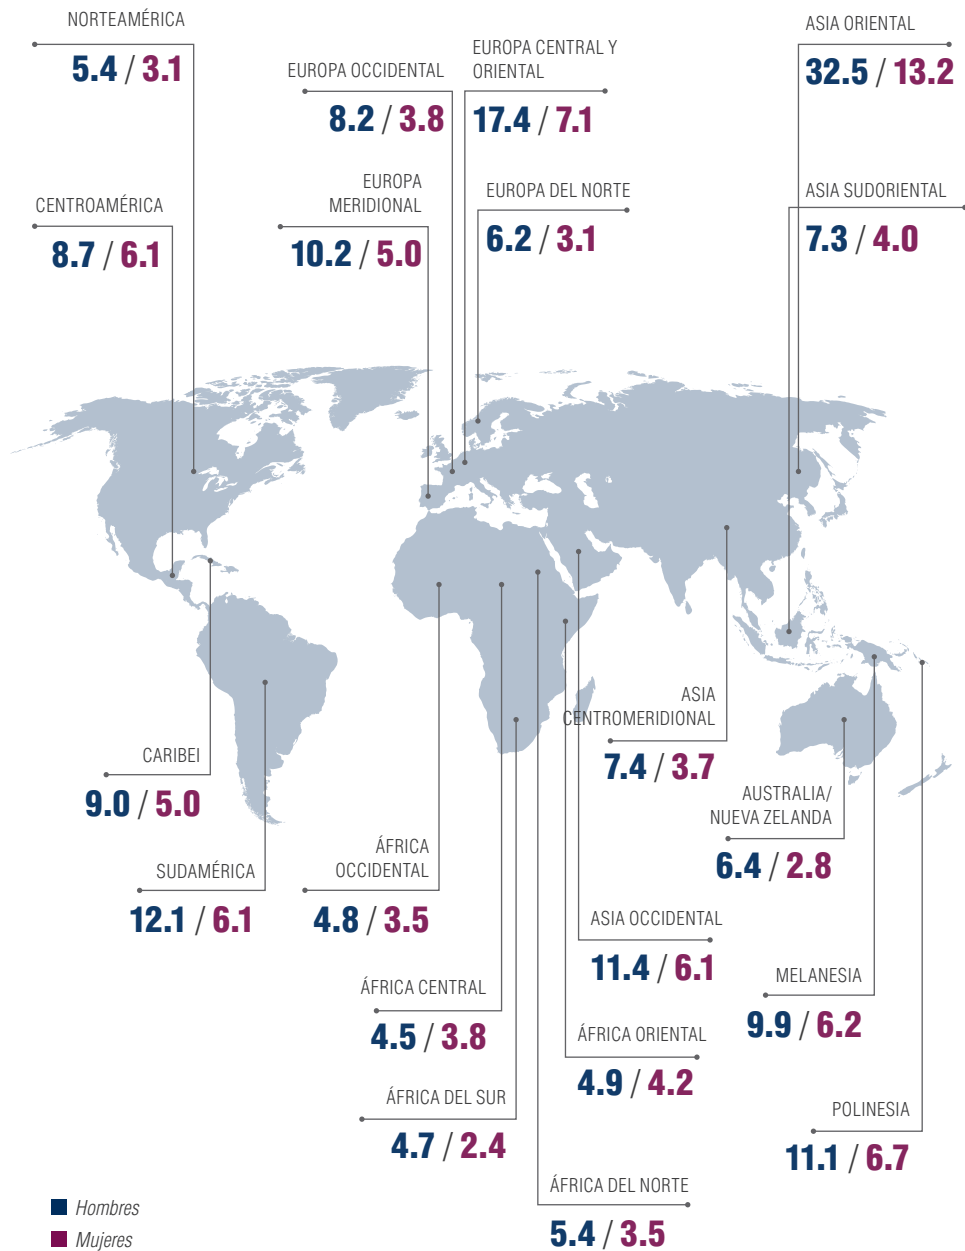 NORTEAMÉRICA
5.4 / 3.1
EUROPA OCCIDENTAL
8.2 / 3.8
EUROPA CENTRAL Y
ORIENTAL
17.4 / 7.1
ASIA ORIENTAL
32.5 / 13.2
CENTROAMÉRICA
8.7 / 6.1
EUROPA
MERIDIONAL
10.2 / 5.0
EUROPA DEL NORTE
6.2 / 3.1
ASIA SUDORIENTAL
7.3 / 4.0
ASIA
CENTROMERIDIONAL
7.4 / 3.7
CARIBEI
9.0 / 5.0
AUSTRALIA/
NUEVA ZELANDA
6.4 / 2.8
SUDAMÉRICA
12.1 / 6.1
ÁFRICA
OCCIDENTAL
4.8 / 3.5
ASIA OCCIDENTAL
11.4 / 6.1
MELANESIA
9.9 / 6.2
ÁFRICA CENTRAL
4.5 / 3.8
ÁFRICA ORIENTAL
4.9 / 4.2
ÁFRICA DEL SUR
4.7 / 2.4
POLINESIA
11.1 / 6.7
ÁFRICA DEL NORTE
5.4 / 3.5
Hombres
Mujeres